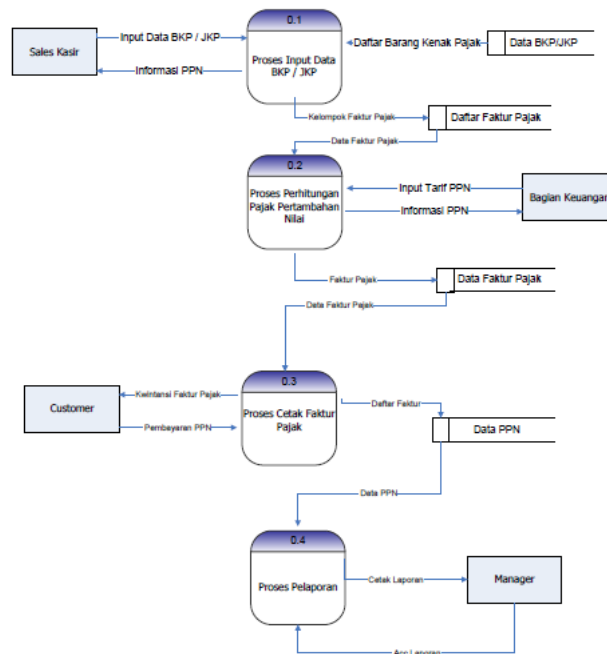 0.1
Sales Kasir
Input Data BKP / JKP
Informasi PPN
Proses Input Data
BKP / JKP
Daftar Barang Kenak Pajak
Data BKP/JKP
Kelompok Faktur Pajak
Daftar Faktur Pajak
Data Faktur Pajak
0.2
Proses Perhitungan
Pajak Pertambahan
Nilai
Input Tarif PPN
Informasi PPN
Bagian Keuangan
Faktur Pajak
Data Faktur Pajak
Data Faktur Pajak
0.3
Customer
Kwintansi Faktur Pajak
Pembayaran PPN
Proses Cetak Faktur
Pajak
Daftar Faktur
Data PPN
Data PPN
0.4
Proses Pelaporan
Cetak Laporan
Manager
Acc Laporan